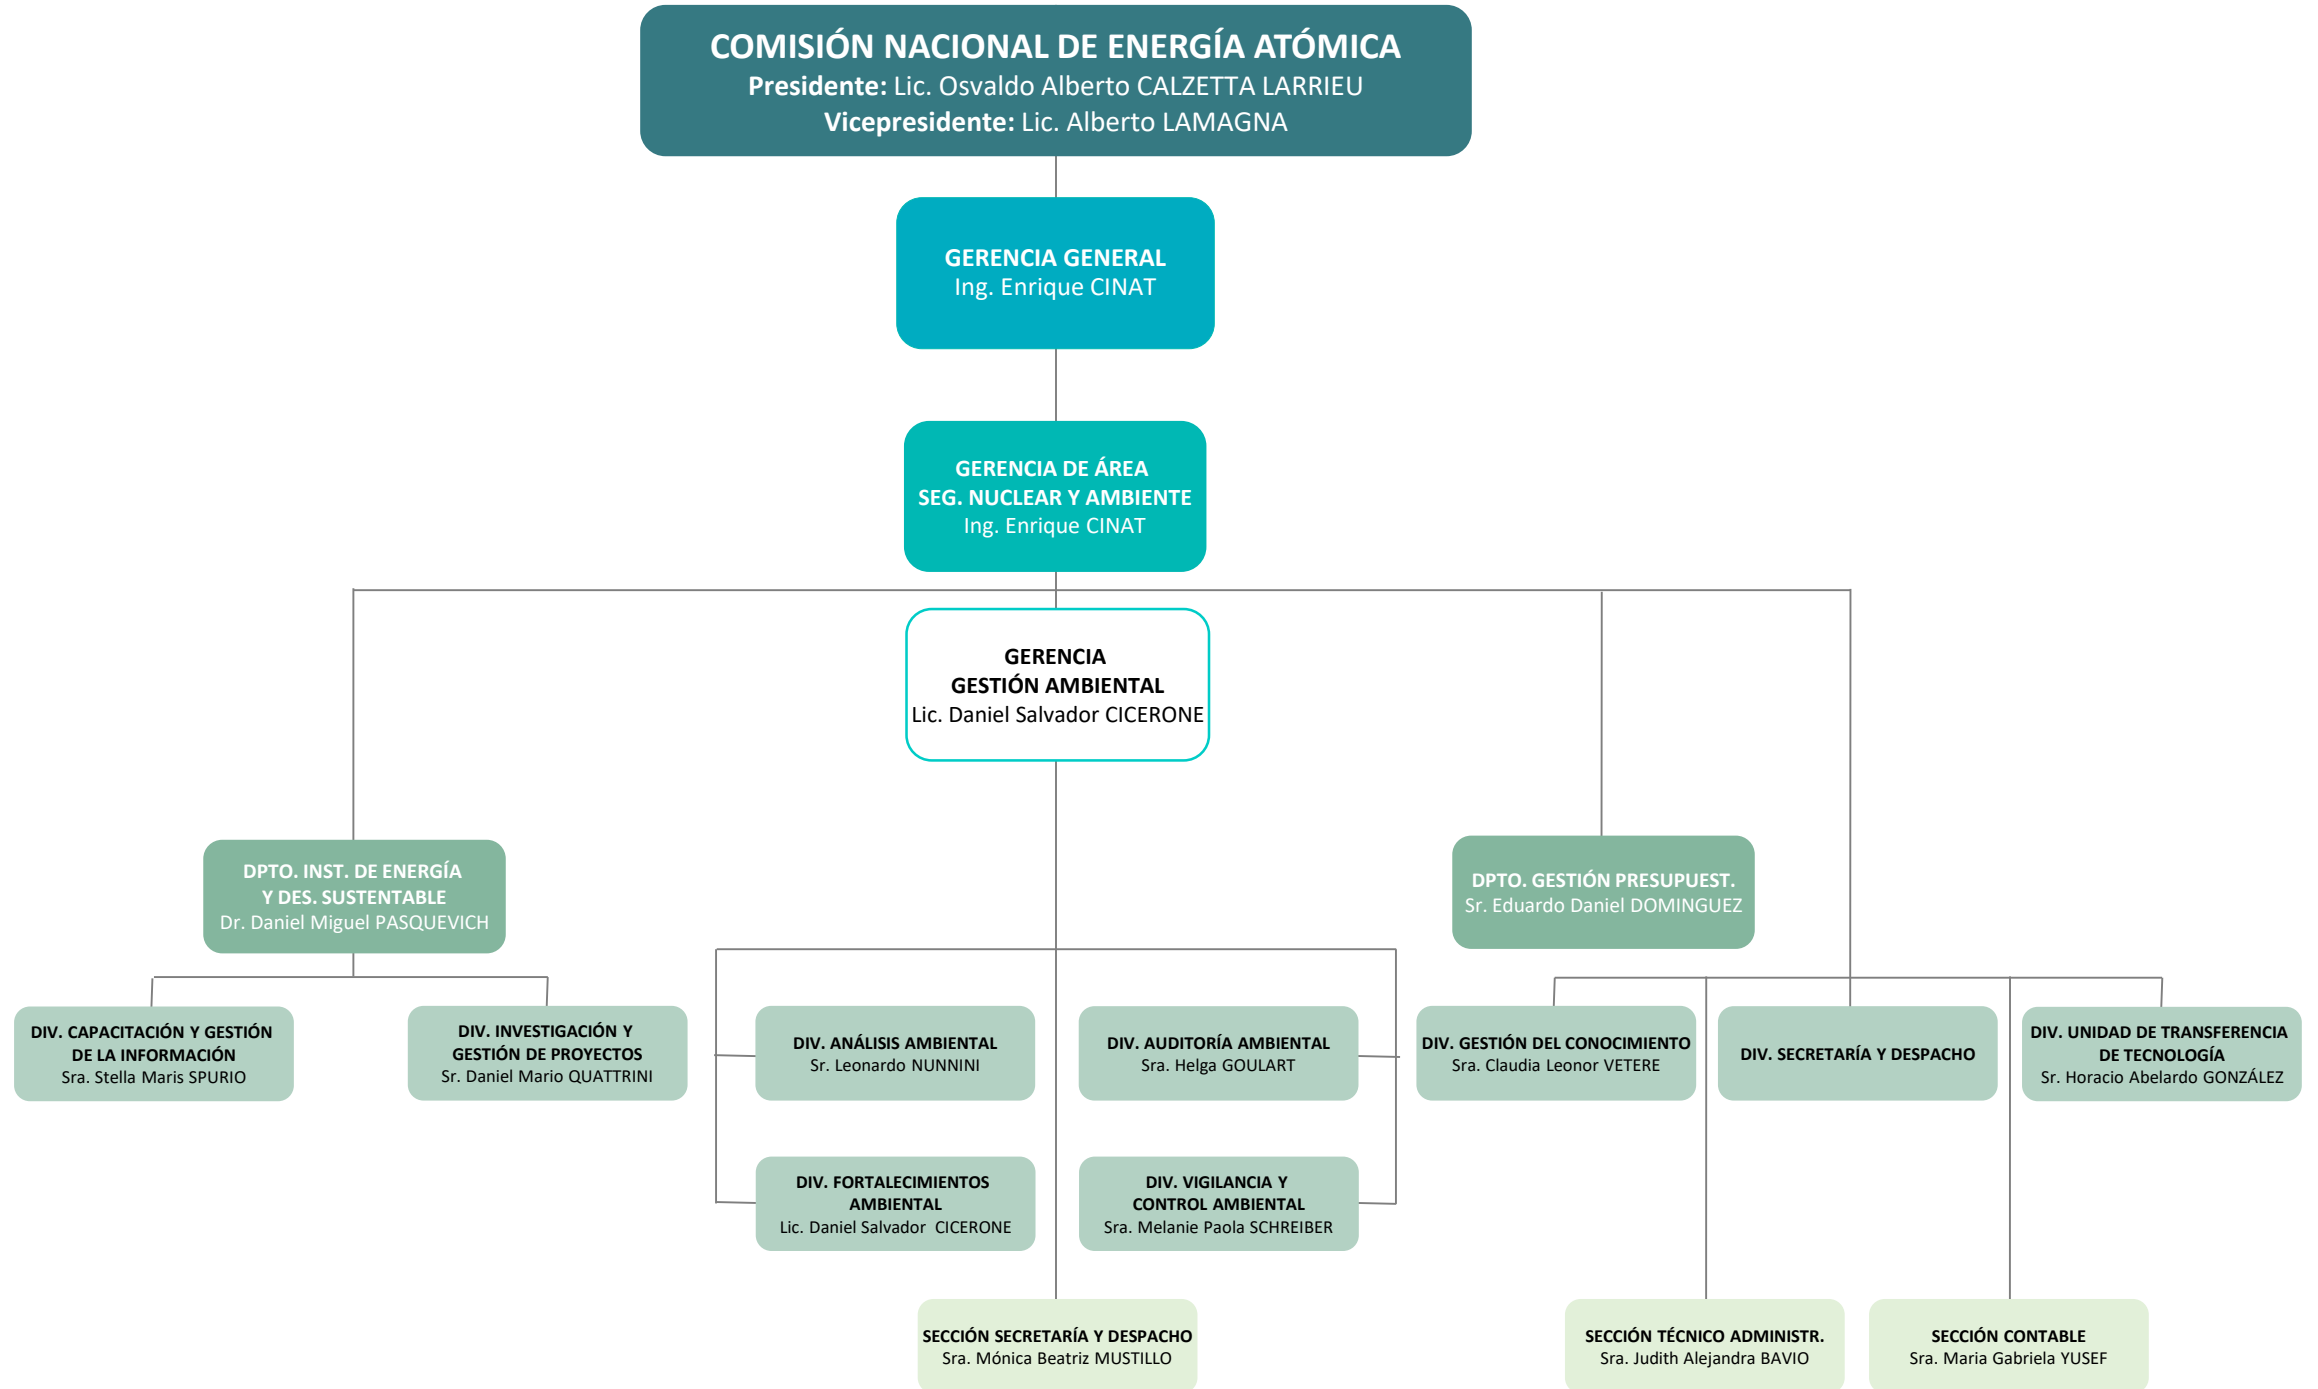 COMISIÓN NACIONAL DE ENERGÍA ATÓMICA
Presidente: Lic. Osvaldo Alberto CALZETTA LARRIEU
Vicepresidente: Lic. Alberto LAMAGNA
GERENCIA GENERAL
Ing. Enrique CINAT
GERENCIA DE ÁREA
SEG. NUCLEAR Y AMBIENTE
Ing. Enrique CINAT
GERENCIA
GESTIÓN AMBIENTAL
Lic. Daniel Salvador CICERONE
DPTO. INST. DE ENERGÍA
Y DES. SUSTENTABLE
Dr. Daniel Miguel PASQUEVICH
DPTO. GESTIÓN PRESUPUEST.
Sr. Eduardo Daniel DOMINGUEZ
DIV. CAPACITACIÓN Y GESTIÓN
DE LA INFORMACIÓN
Sra. Stella Maris SPURIO
DIV. INVESTIGACIÓN Y
GESTIÓN DE PROYECTOS
Sr. Daniel Mario QUATTRINI
DIV. ANÁLISIS AMBIENTAL
Sr. Leonardo NUNNINI
DIV. AUDITORÍA AMBIENTAL
Sra. Helga GOULART
DIV. GESTIÓN DEL CONOCIMIENTO
Sra. Claudia Leonor VETERE
DIV. SECRETARÍA Y DESPACHO
DIV. UNIDAD DE TRANSFERENCIA
DE TECNOLOGÍA
Sr. Horacio Abelardo GONZÁLEZ
DIV. FORTALECIMIENTOS
AMBIENTAL
Lic. Daniel Salvador CICERONE
DIV. VIGILANCIA Y
CONTROL AMBIENTAL
Sra. Melanie Paola SCHREIBER
SECCIÓN SECRETARÍA Y DESPACHO
Sra. Mónica Beatriz MUSTILLO
SECCIÓN TÉCNICO ADMINISTR.
Sra. Judith Alejandra BAVIO
SECCIÓN CONTABLE
Sra. Maria Gabriela YUSEF